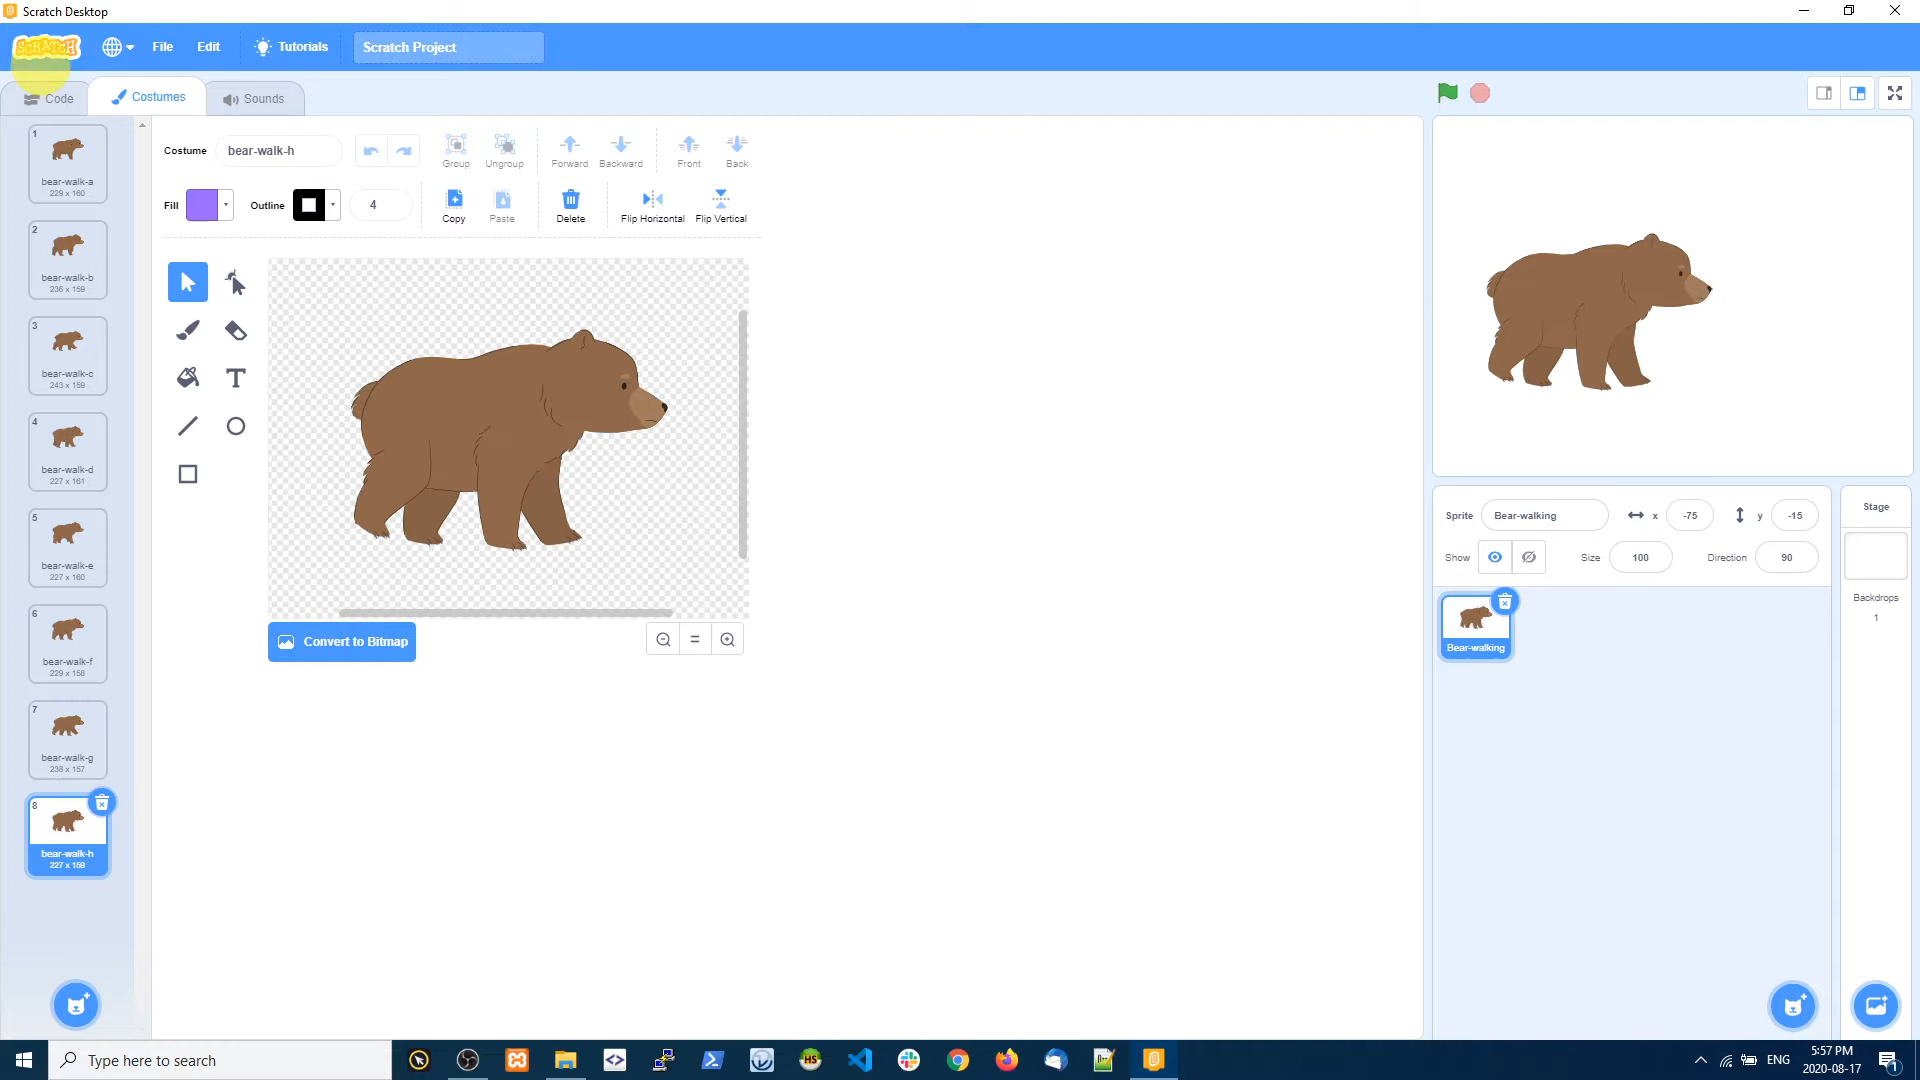 Scratch Desktop
SCRATCH
File
Edit
Tutorials
Scratch Project
Code
Costumes
Sounds
1
bear-walk-a
229 x 160
2
bear-walk-b
236 x 159
3
bear-walk-c
243 x 159
4
bear-walk-d
227 x 161
5
bear-walk-e
227 x 160
6
bear-walk-f
229 x 158
7
bear-walk-g
238 x 157
8
bear-walk-h
227 x 159
Costume
bear-walk-h
Group
Ungroup
Forward
Backward
Front
Back
Fill
Outline
4
Copy
Paste
Delete
Flip Horizontal
Flip Vertical
Convert to Bitmap
Sprite
Bear-walking
x
-75
y
-15
Show
Size
100
Direction
90
Bear-walking
Stage
Backdrops
1
Type here to search
HS
ENG
5:57 PM
2020-08-17
1